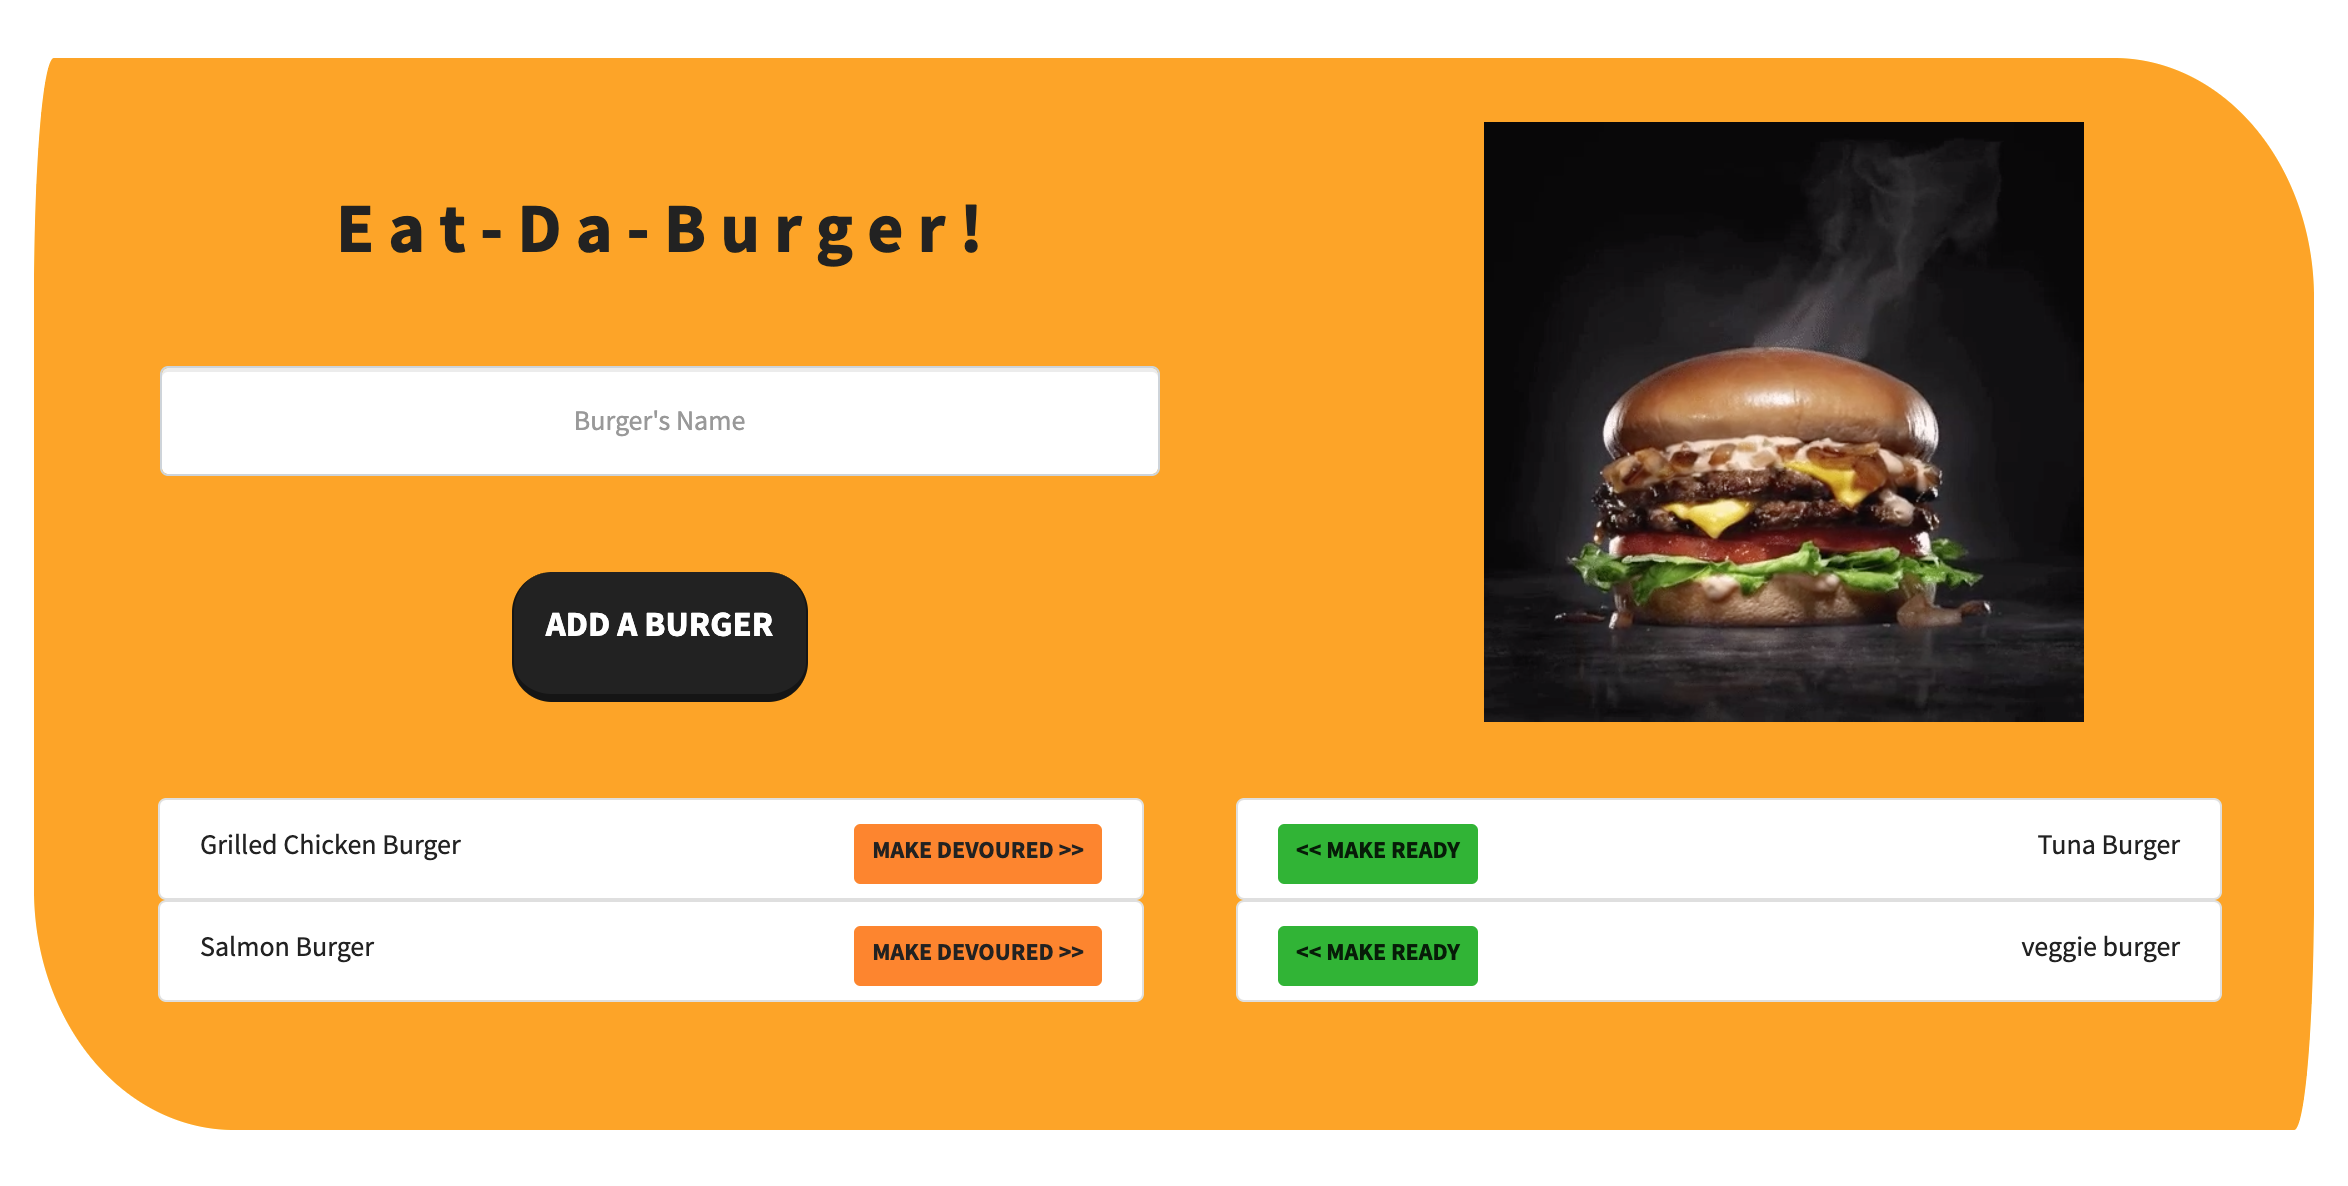 Eat-Da-Burger!
Burger's Name
ADD A BURGER
Grilled Chicken Burger
MAKE DEVOURED >>
Salmon Burger
MAKE DEVOURED >>
<< MAKE READY
Tuna Burger
<< MAKE READY
veggie burger